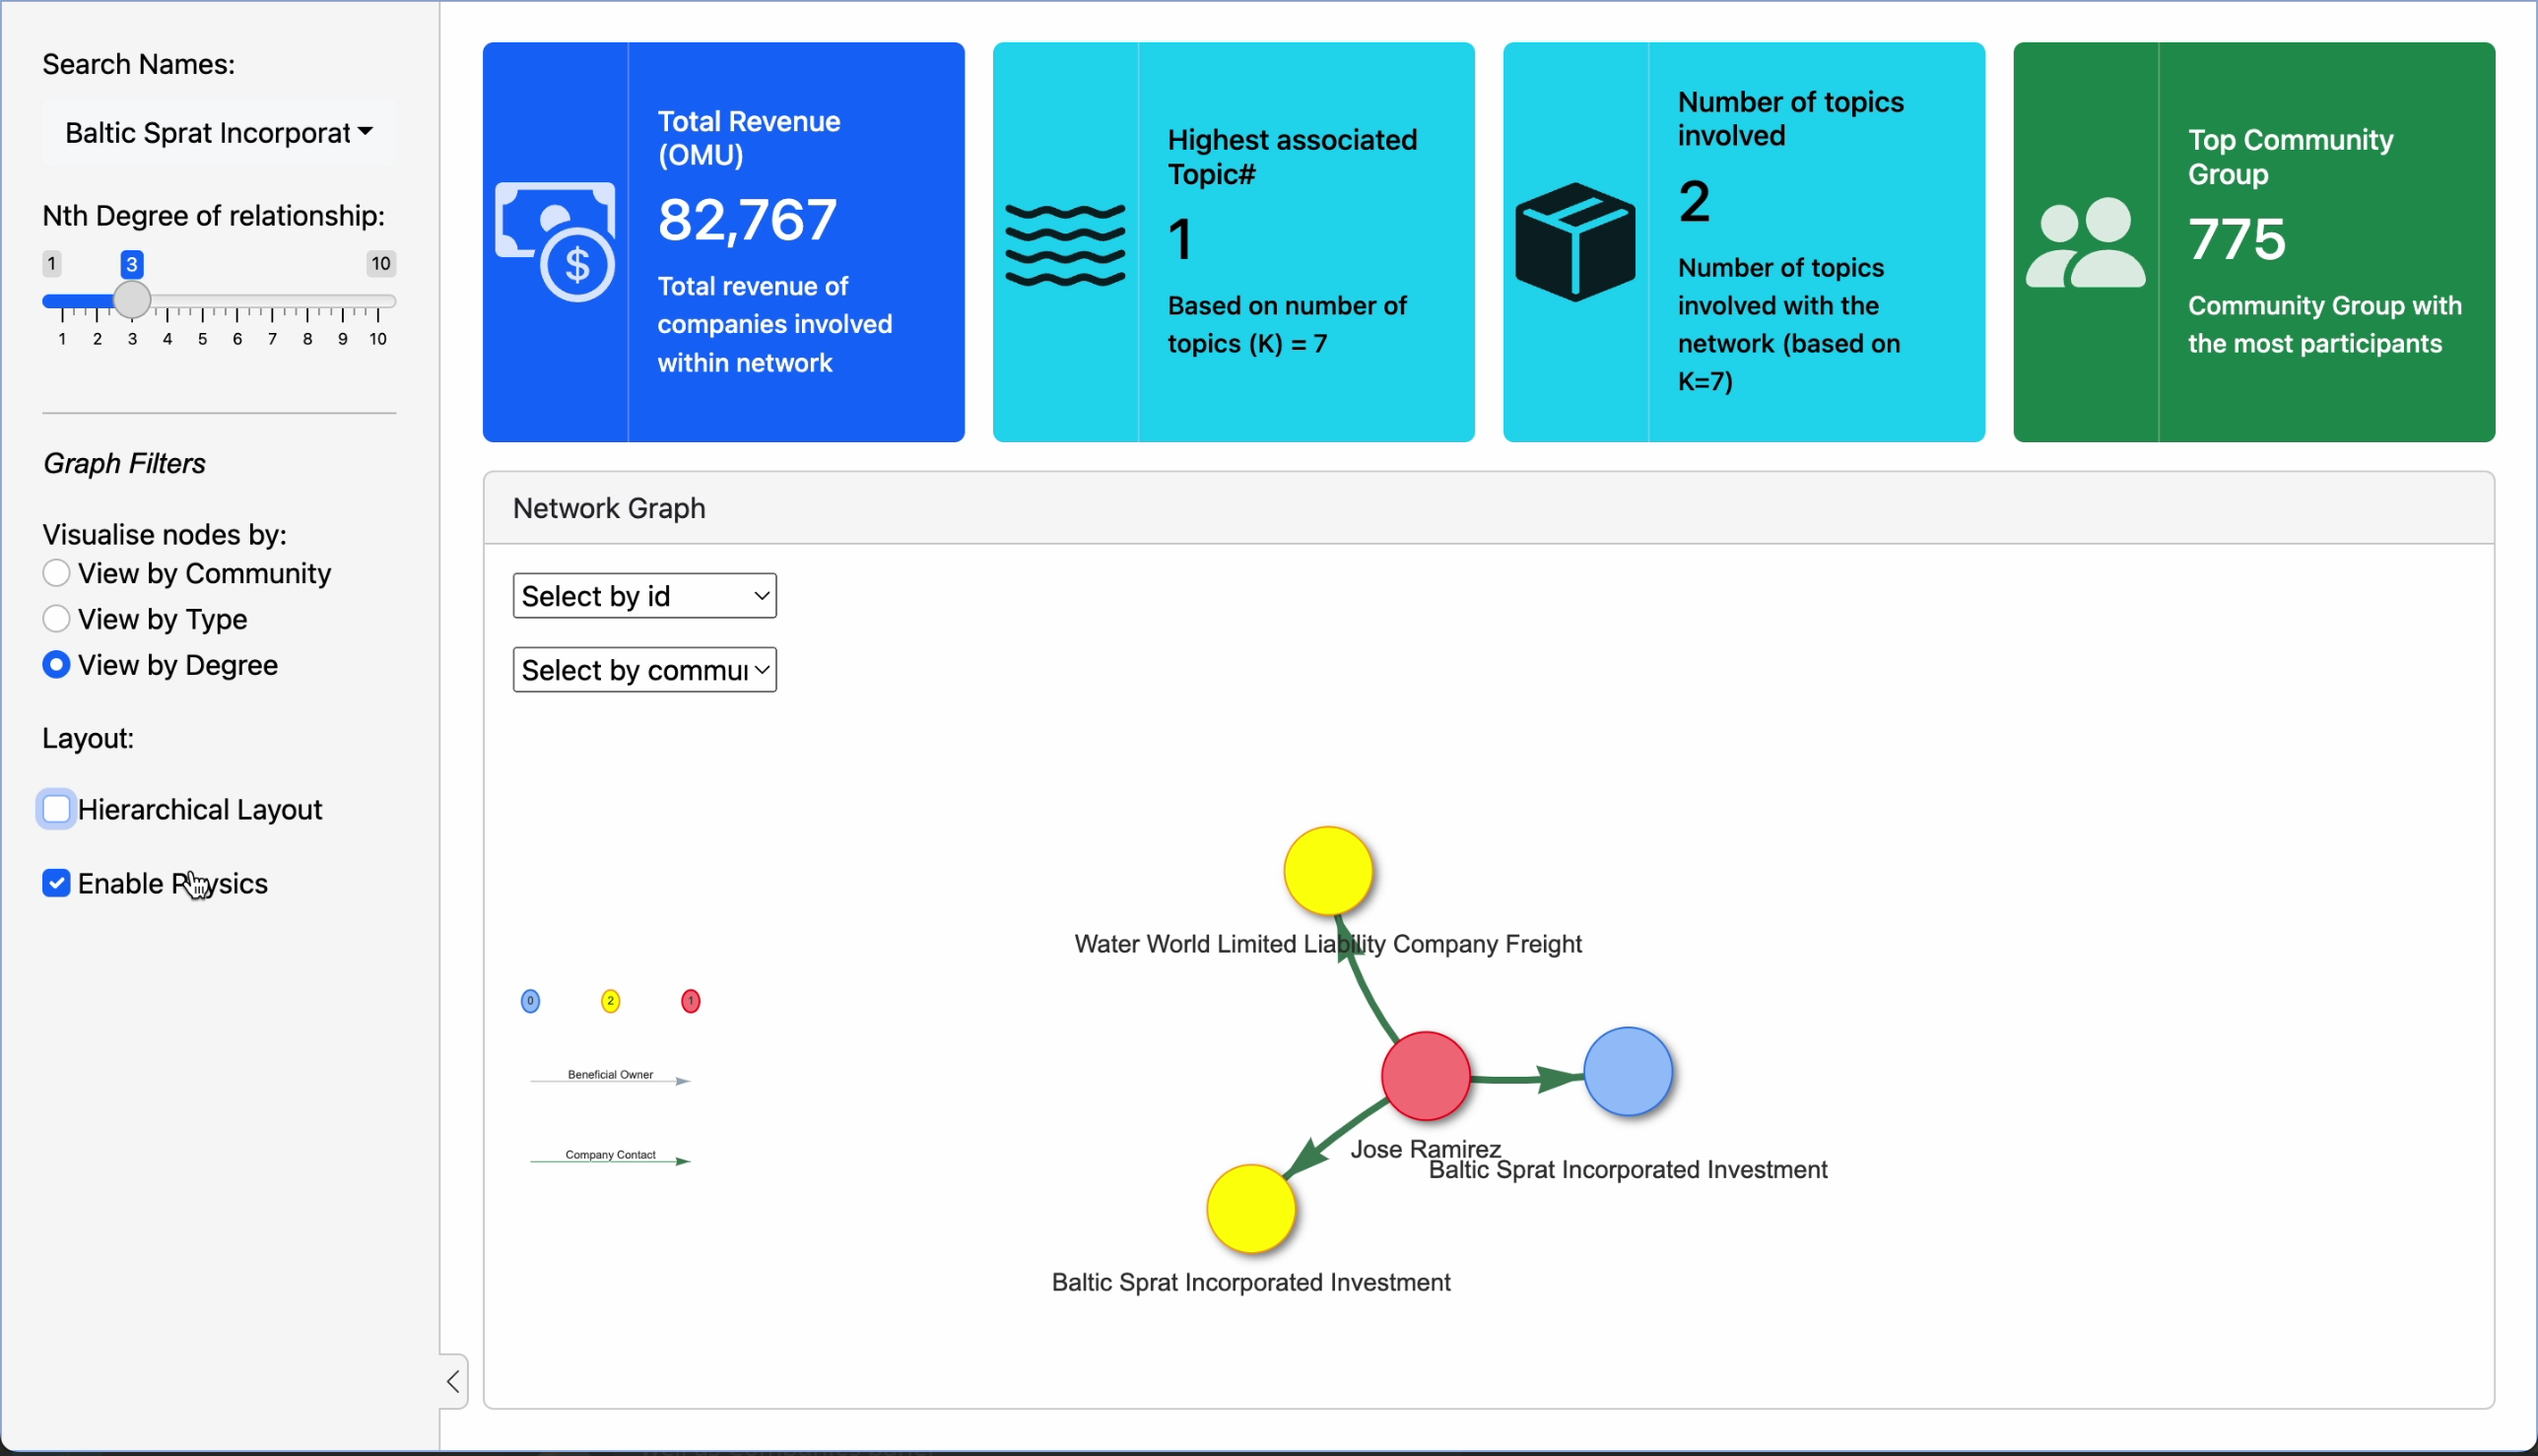 Search Names:
Baltic Sprat Incorporat
Nth Degree of relationship:
1
3
10
1 2 3 4 5 6 7 8 9 10
Graph Filters
Visualise nodes by:
View by Community
View by Type
View by Degree
Layout:
Hierarchical Layout
Enable Physics
Total Revenue
(OMU)
82,767
Total revenue of
companies involved
within network
Highest associated
Topic#
1
Based on number of
topics (K) = 7
Number of topics
involved
2
Number of topics
involved with the
network (based on
K=7)
Top Community
Group
775
Community Group with
the most participants
Network Graph
Select by id
Select by commu
0 2 1
Beneficial Owner
Company Contact
Water World Limited Liability Company Freight
Jose Ramirez
Baltic Sprat Incorporated Investment
Baltic Sprat Incorporated Investment